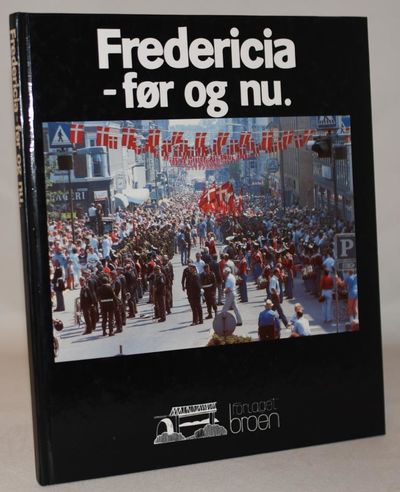 Fredericia
- før og nu.
Fredericia før og nu
P
forlaget
broen